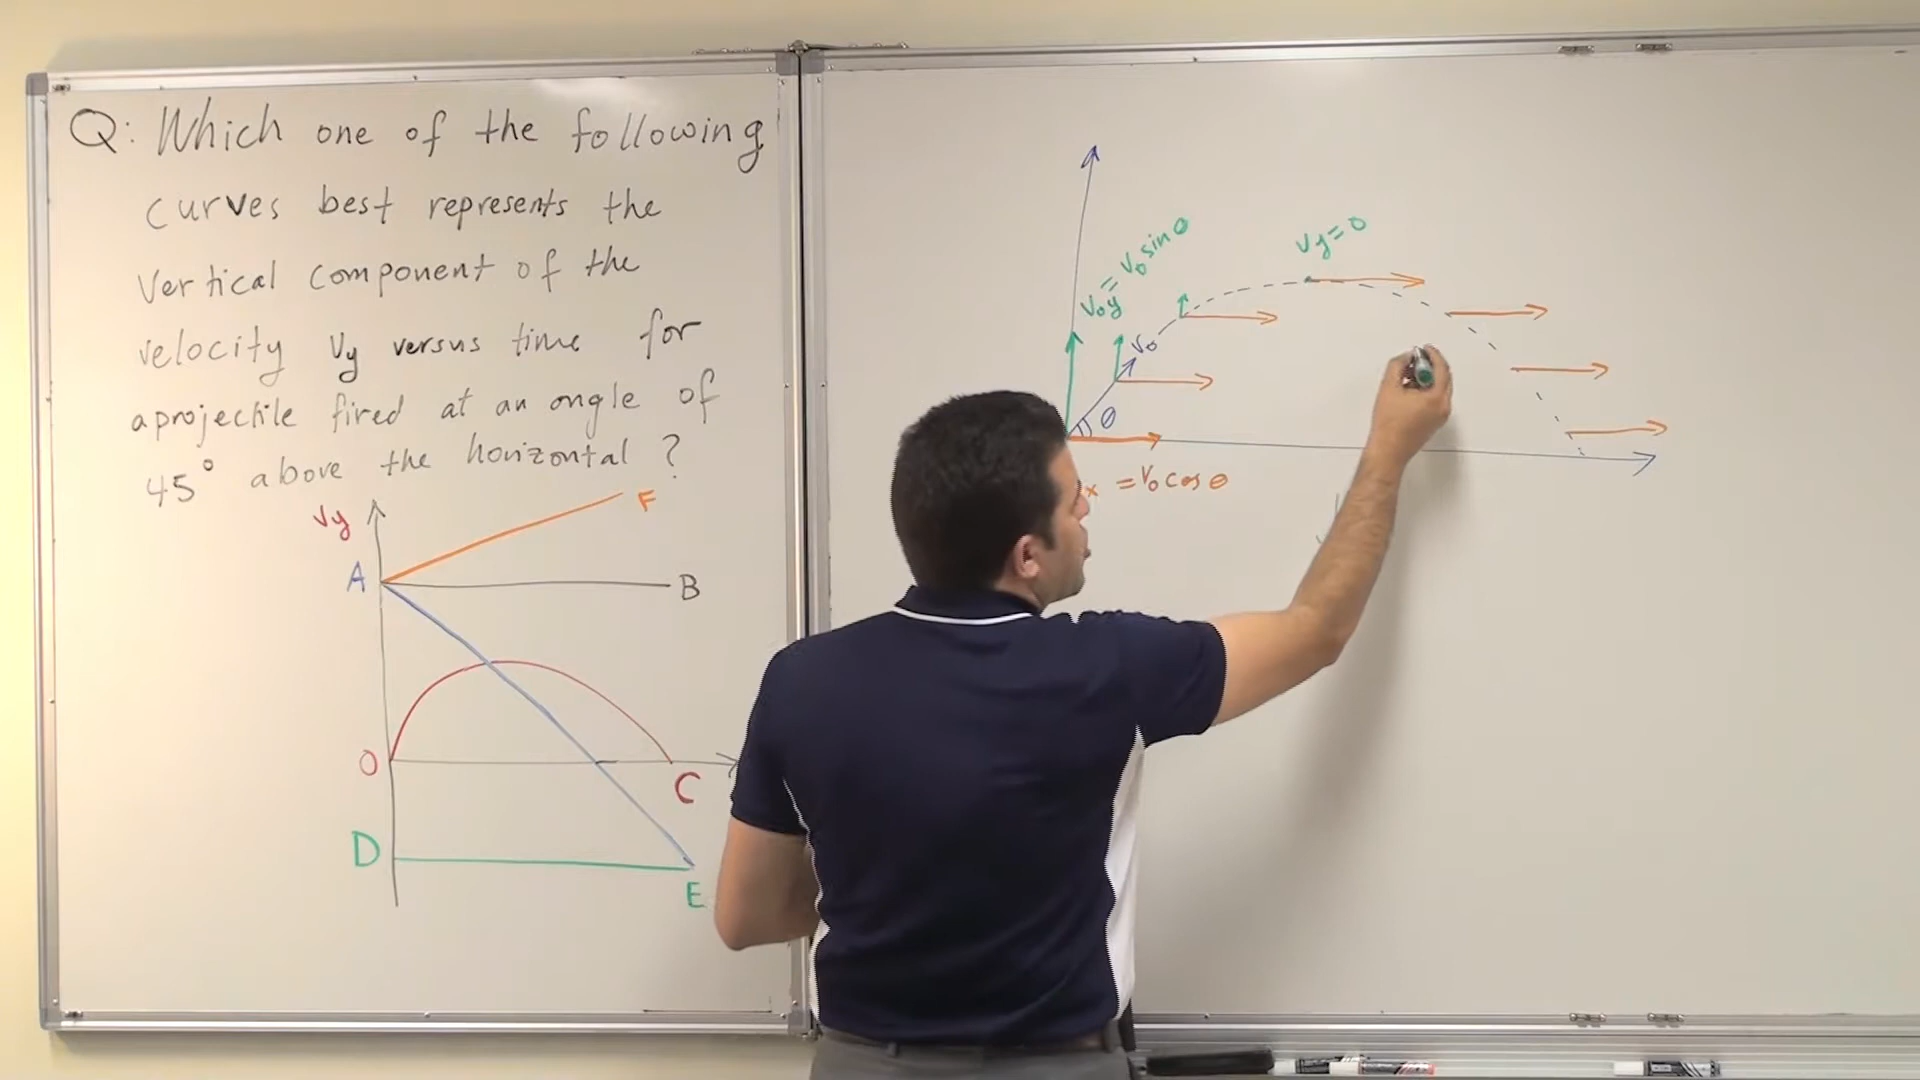 Q: Which one of the following
curves best represents the
Vertical component of the
velocity Vy versus time for
a projectile fired at an angle of
45° above the horizontal ?
Vy
F
A
B
O
C
D
E
V₀y = V₀ sin θ
Vy = 0
V₀
θ
x = V₀ cos θ